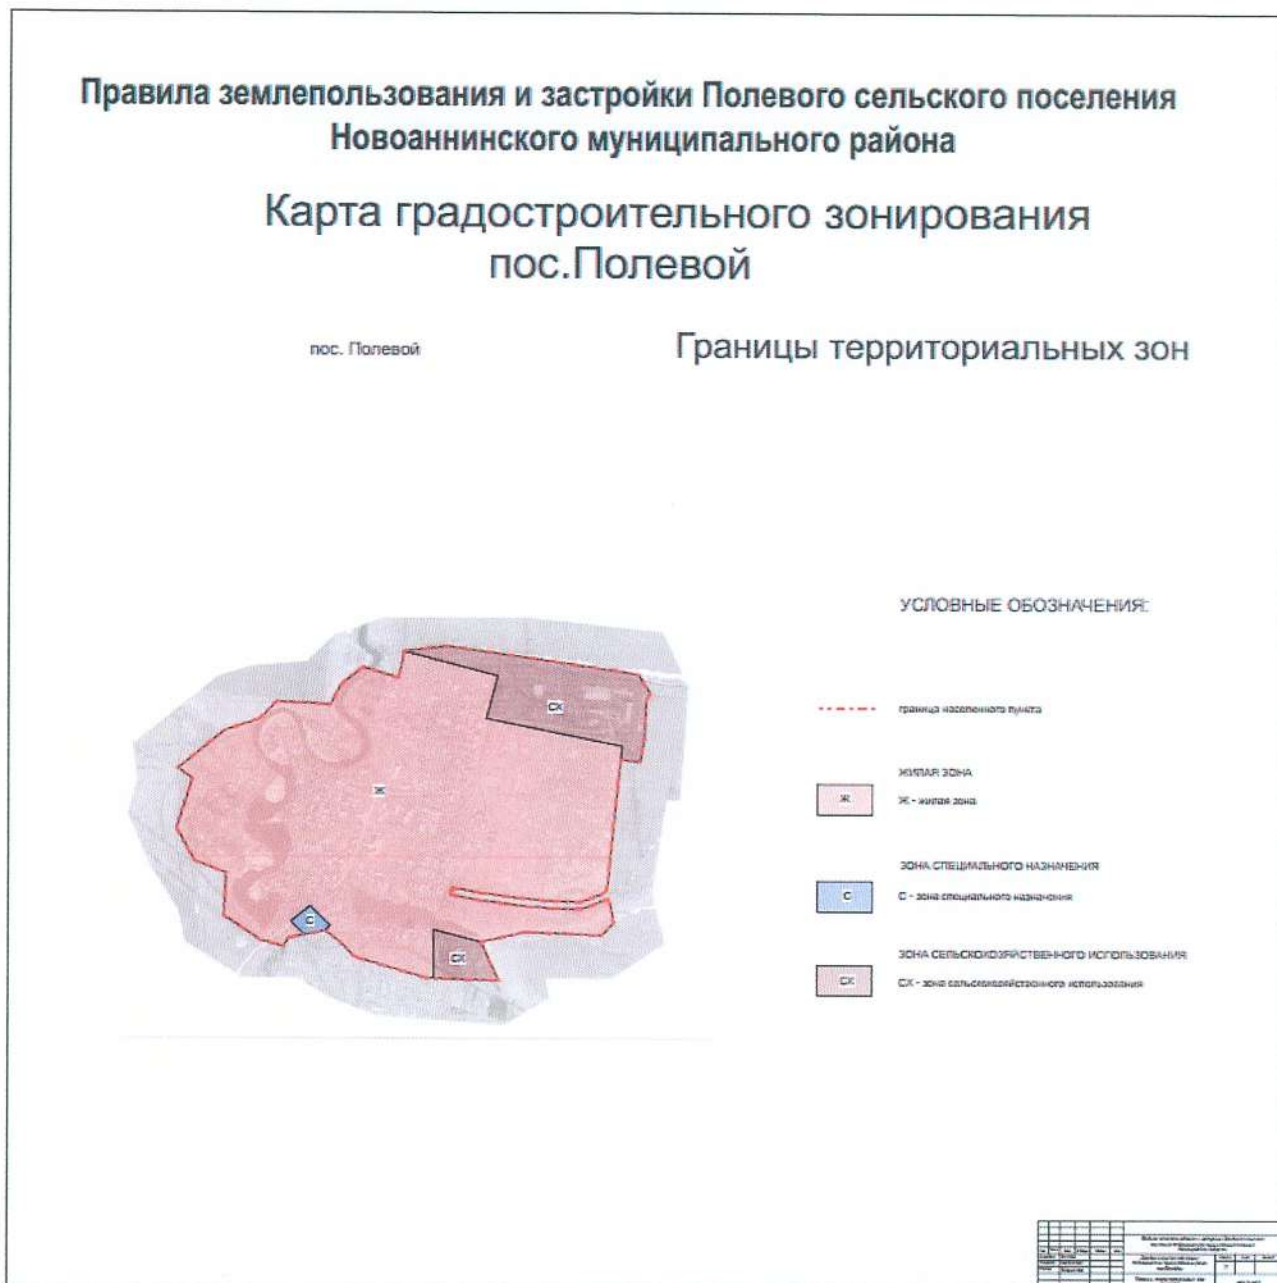 Правила землепользования и застройки Полевого сельского поселения
Новоаннинского муниципального района
Карта градостроительного зонирования
пос.Полевой
пос. Полевой
Границы территориальных зон
УСЛОВНЫЕ ОБОЗНАЧЕНИЯ:
граница населенного пункта
ЖИЛАЯ ЗОНА
Ж
Ж - жилая зона
ЗОНА СПЕЦИАЛЬНОГО НАЗНАЧЕНИЯ
С
С - зона специального назначения
ЗОНА СЕЛЬСКОХОЗЯЙСТВЕННОГО ИСПОЛЬЗОВАНИЯ
СХ
СХ - зона сельскохозяйственного использования
СХ
Ж
С
СХ